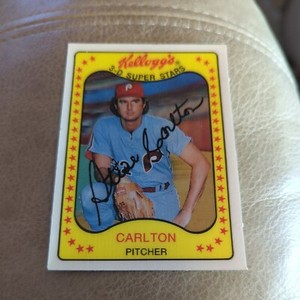 Kellogg's
3-D SUPER STARS
P
Steve Carlton
CARLTON
PITCHER